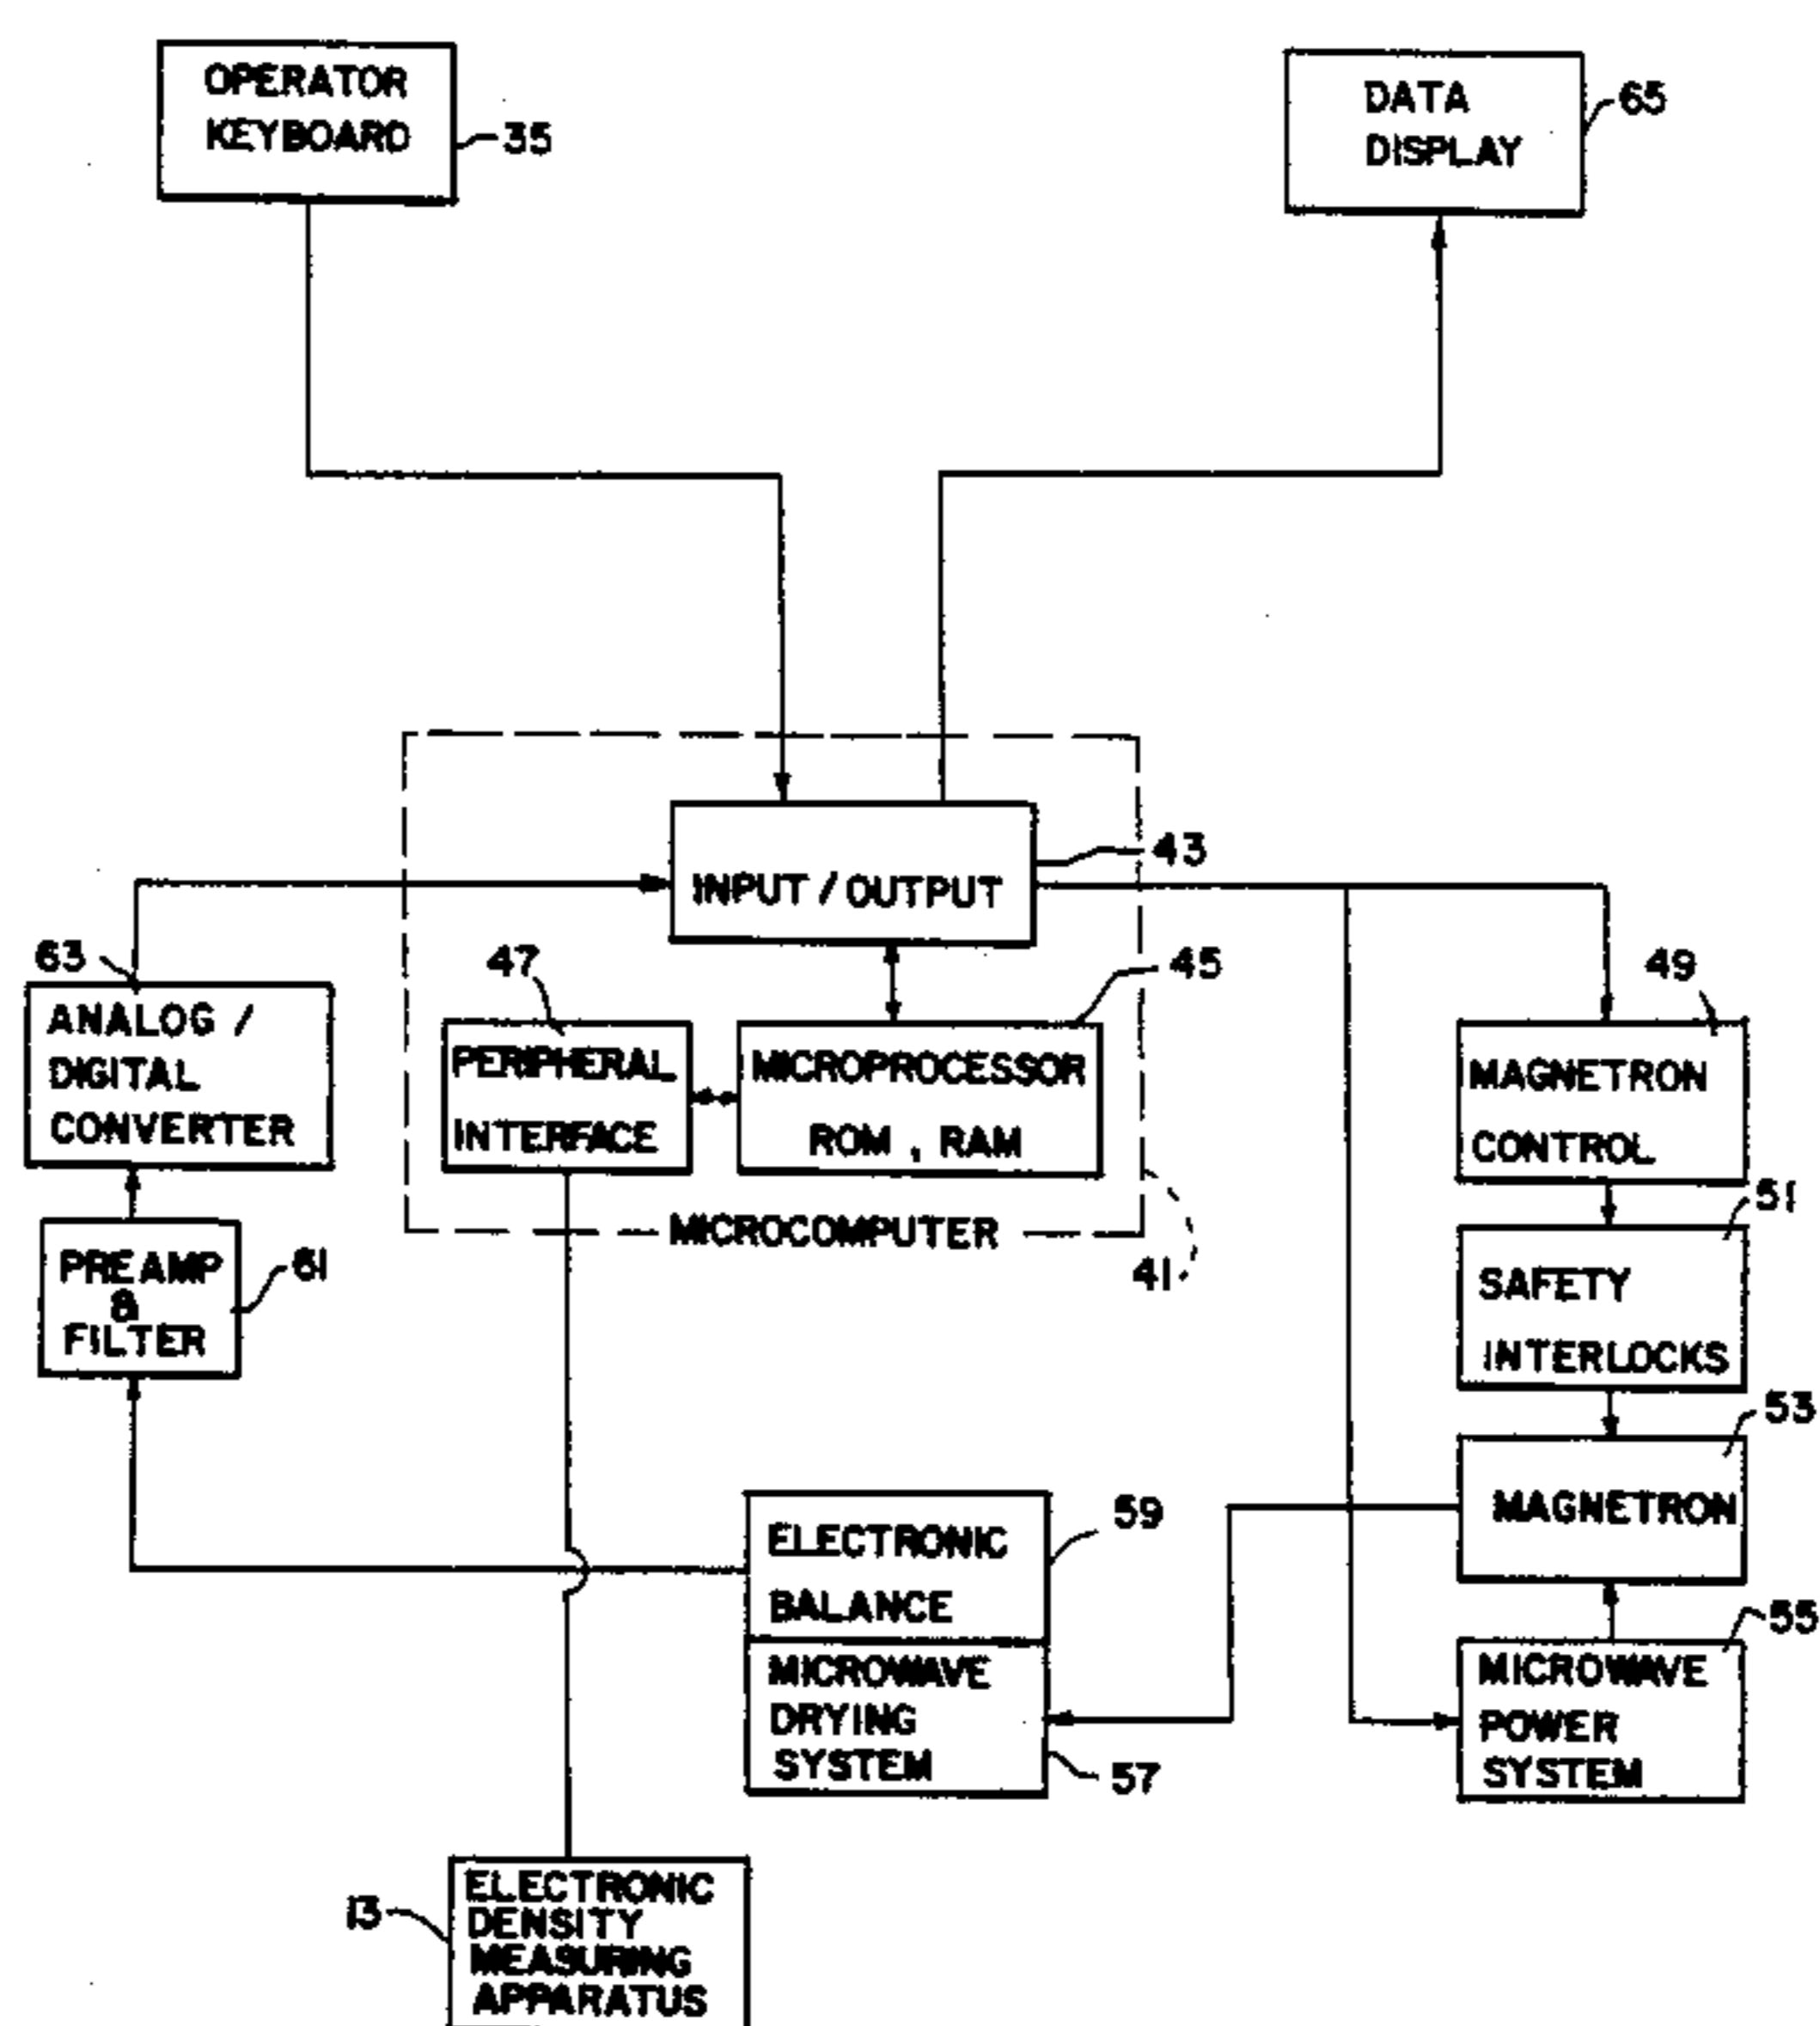 OPERATOR
KEYBOARD
35
DATA
DISPLAY
65
43
INPUT / OUTPUT
63
ANALOG /
DIGITAL
CONVERTER
47
PERIPHERAL
INTERFACE
45
MICROPROCESSOR
ROM , RAM
49
MAGNETRON
CONTROL
MICROCOMPUTER
41
PREAMP
&
FILTER
61
51
SAFETY
INTERLOCKS
53
MAGNETRON
59
ELECTRONIC
BALANCE
MICROWAVE
DRYING
SYSTEM
57
55
MICROWAVE
POWER
SYSTEM
13
ELECTRONIC
DENSITY
MEASURING
APPARATUS